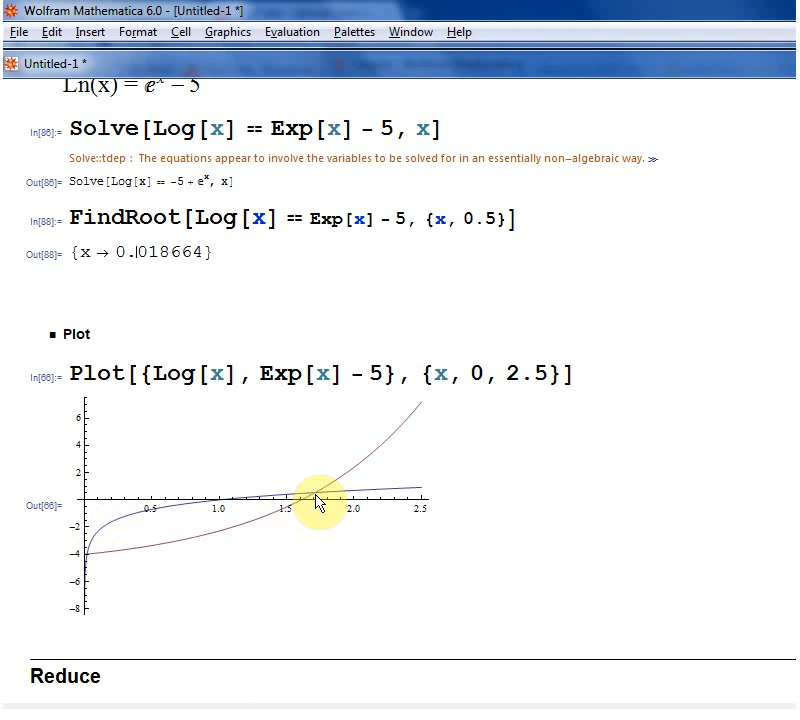 Wolfram Mathematica 6.0 - [Untitled-1 *]
File Edit Insert Format Cell Graphics Evaluation Palettes Window Help
Untitled-1 *
Ln(x) = eˣ – 5
In[86]:= Solve[Log[x] == Exp[x] - 5, x]
Solve::tdep : The equations appear to involve the variables to be solved for in an essentially non-algebraic way. ≫
Out[86]= Solve[Log[x] == -5 + eˣ, x]
In[88]:= FindRoot[Log[x] == Exp[x] - 5, {x, 0.5}]
Out[88]= {x → 0.018664}
▪ Plot
In[66]:= Plot[{Log[x], Exp[x] - 5}, {x, 0, 2.5}]
6
4
2
Out[66]=
0.5 1.0 1.5 2.0 2.5
-2
-4
-6
-8
Reduce